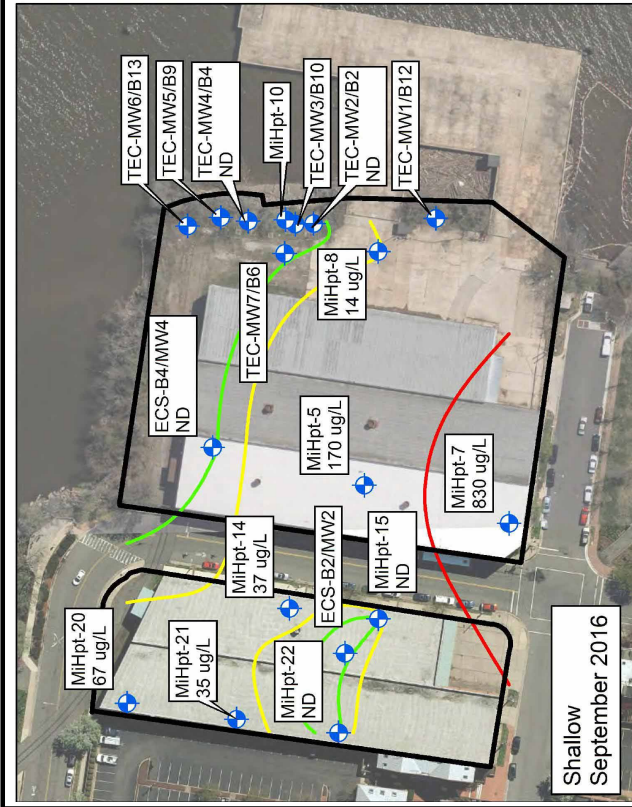 TEC-MW6/B13
TEC-MW5/B9
TEC-MW4/B4
ND
MiHpt-10
TEC-MW3/B10
TEC-MW2/B2
ND
TEC-MW1/B12
ECS-B4/MW4
ND
TEC-MW7/B6
MiHpt-8
14 ug/L
MiHpt-5
170 ug/L
MiHpt-7
830 ug/L
MiHpt-14
37 ug/L
ECS-B2/MW2
MiHpt-15
ND
MiHpt-20
67 ug/L
MiHpt-21
35 ug/L
MiHpt-22
ND
Shallow
September 2016